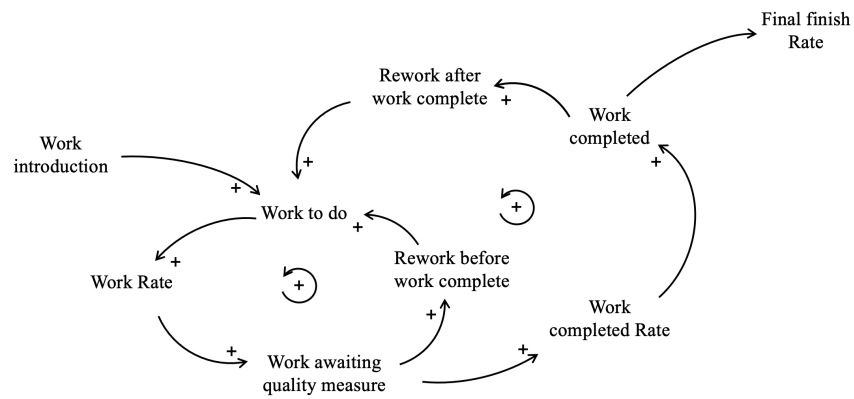 Final finish
Rate
Rework after
work complete
+
Work
completed
Work
introduction
+
+
+
+
Work to do
+
+
Rework before
work complete
+
Work Rate
+
+
Work
completed Rate
+
+
Work awaiting
quality measure